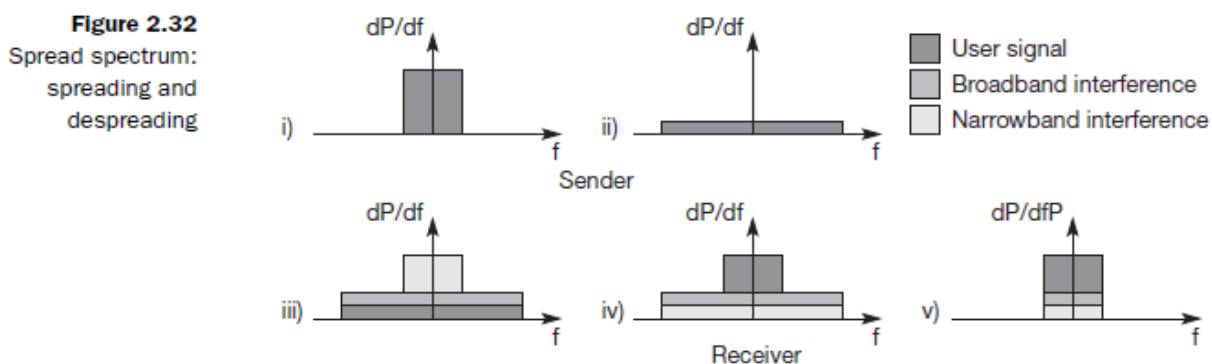 Figure 2.32
Spread spectrum:
spreading and
despreading
dP/df
i)
f
dP/df
ii)
f
User signal
Broadband interference
Narrowband interference
Sender
dP/df
iii)
f
dP/df
iv)
f
dP/dfP
v)
f
Receiver